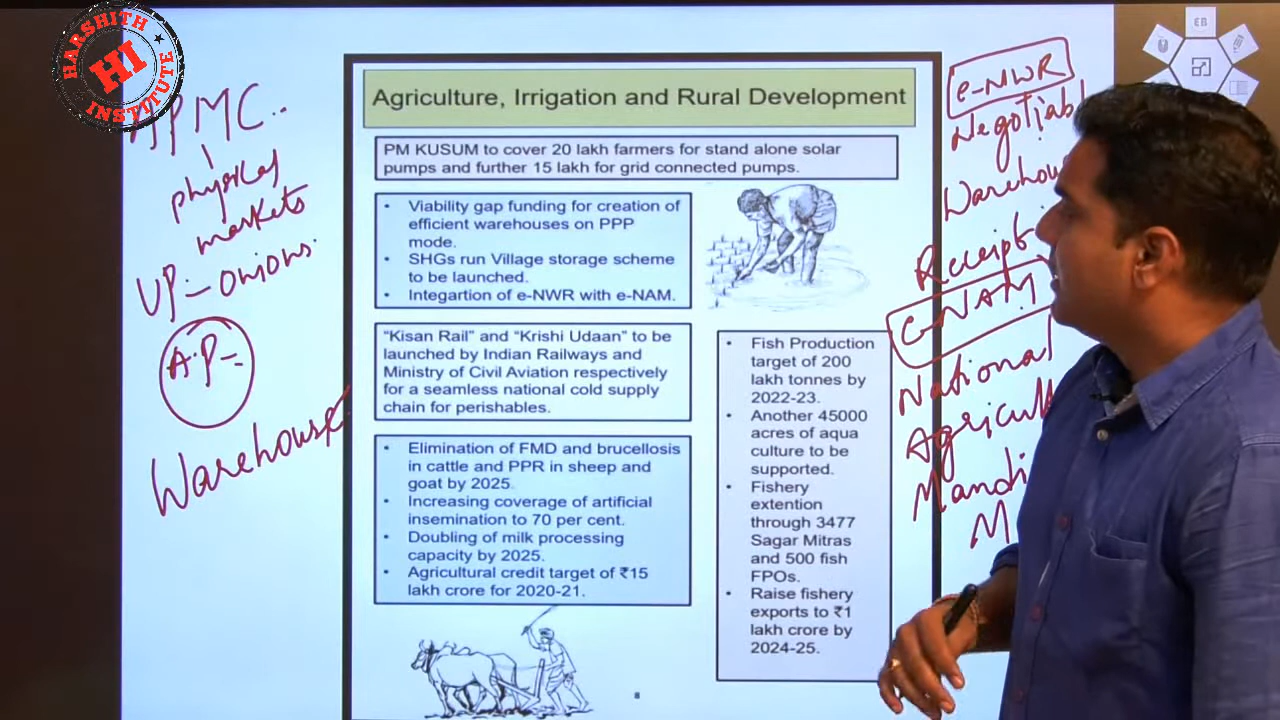 HARSHITH
HI
INSTITUTE
APMC
physical
markets
UP - onions.
A.P -
Warehouse
Agriculture, Irrigation and Rural Development
PM KUSUM to cover 20 lakh farmers for stand alone solar
pumps and further 15 lakh for grid connected pumps.
• Viability gap funding for creation of
efficient warehouses on PPP
mode.
• SHGs run Village storage scheme
to be launched.
• Integartion of e-NWR with e-NAM.
“Kisan Rail” and “Krishi Udaan” to be
launched by Indian Railways and
Ministry of Civil Aviation respectively
for a seamless national cold supply
chain for perishables.
• Elimination of FMD and brucellosis
in cattle and PPR in sheep and
goat by 2025.
• Increasing coverage of artificial
insemination to 70 per cent.
• Doubling of milk processing
capacity by 2025.
• Agricultural credit target of ₹15
lakh crore for 2020-21.
• Fish Production
target of 200
lakh tonnes by
2022-23.
• Another 45000
acres of aqua
culture to be
supported.
• Fishery
extention
through 3477
Sagar Mitras
and 500 fish
FPOs.
• Raise fishery
exports to ₹1
lakh crore by
2024-25.
8
e-NWR
Negotiabl
Warehou
Receipt
e-NAM
National
Agricult
Mandi
M
EB